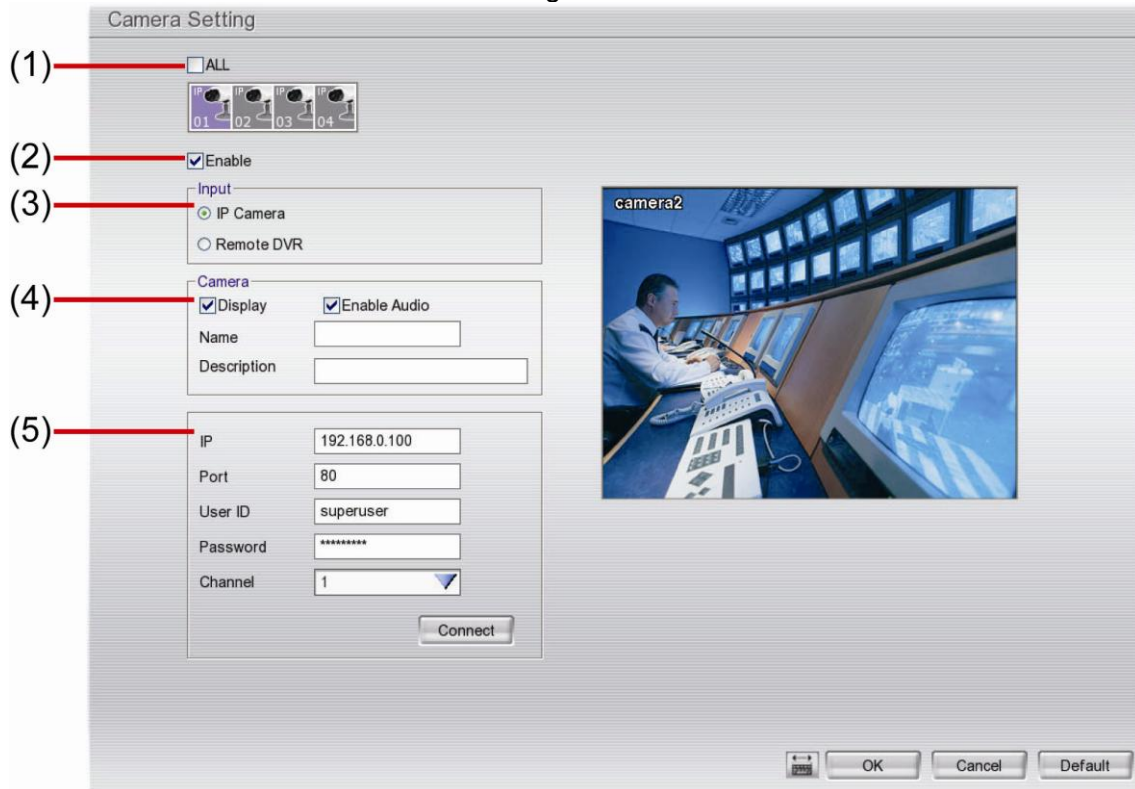 Camera Setting
(1)
ALL
IP IP IP IP
01 02 03 04
(2)
Enable
Input
(3)
IP Camera
Remote DVR
Camera
(4)
Display Enable Audio
Name
Description
camera2
(5)
IP 192.168.0.100
Port 80
User ID superuser
Password *********
Channel 1
Connect
OK Cancel Default